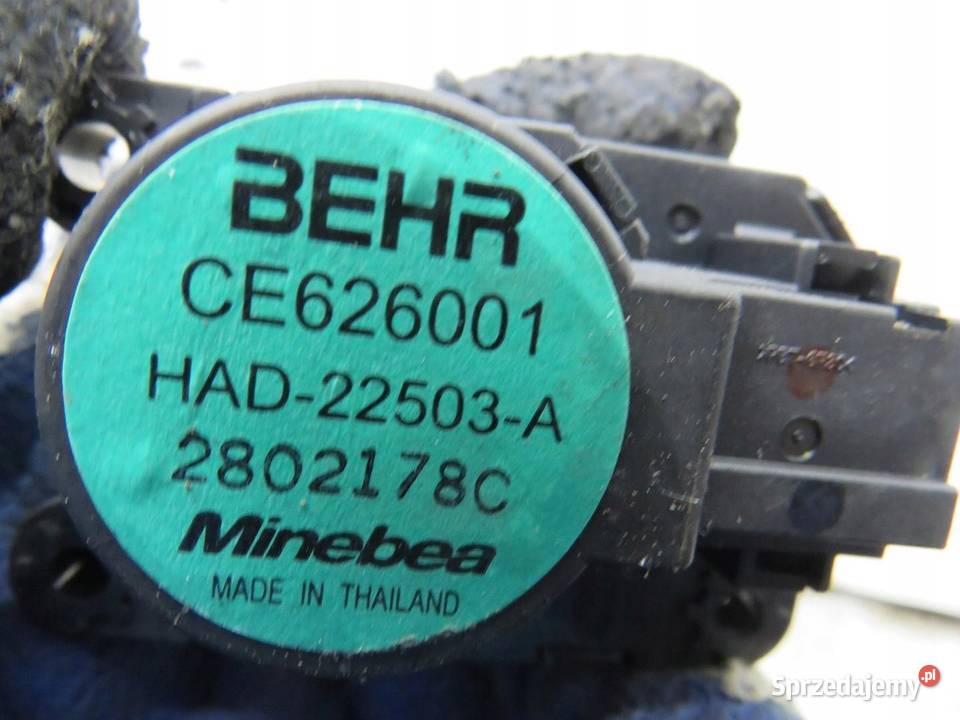 BEHR
CE626001
HAD-22503-A
2802178C
Minebea
MADE IN THAILAND
Sprzedajemy.pl